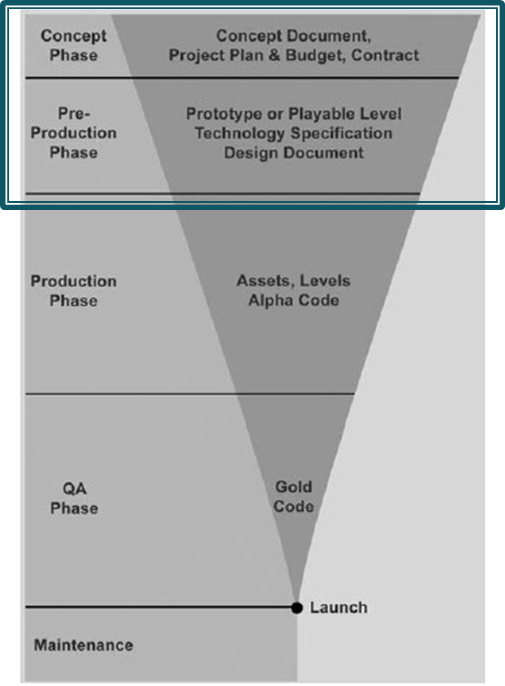 Concept
Phase
Concept Document,
Project Plan & Budget, Contract
Pre-
Production
Phase
Prototype or Playable Level
Technology Specification
Design Document
Production
Phase
Assets, Levels
Alpha Code
QA
Phase
Gold
Code
Launch
Maintenance